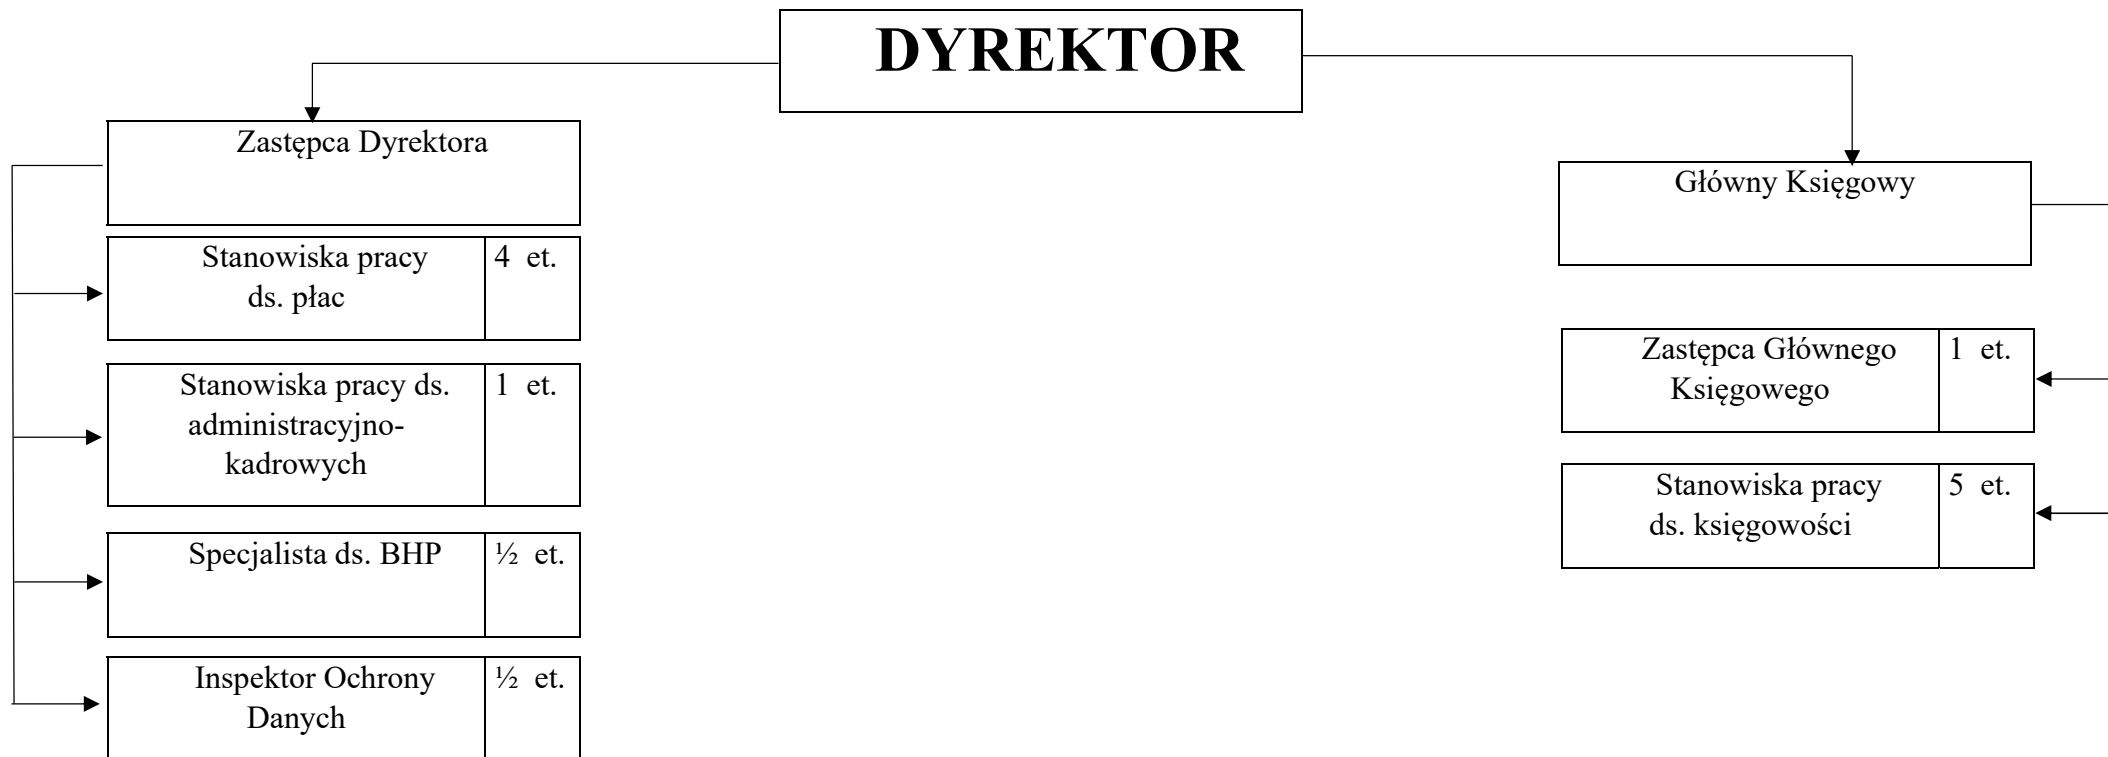 DYREKTOR
Zastępca Dyrektora
Stanowiska pracy
ds. płac
4 et.
Stanowiska pracy ds.
administracyjno-
kadrowych
1 et.
Specjalista ds. BHP
½ et.
Inspektor Ochrony
Danych
½ et.
Główny Księgowy
Zastępca Głównego
Księgowego
1 et.
Stanowiska pracy
ds. księgowości
5 et.